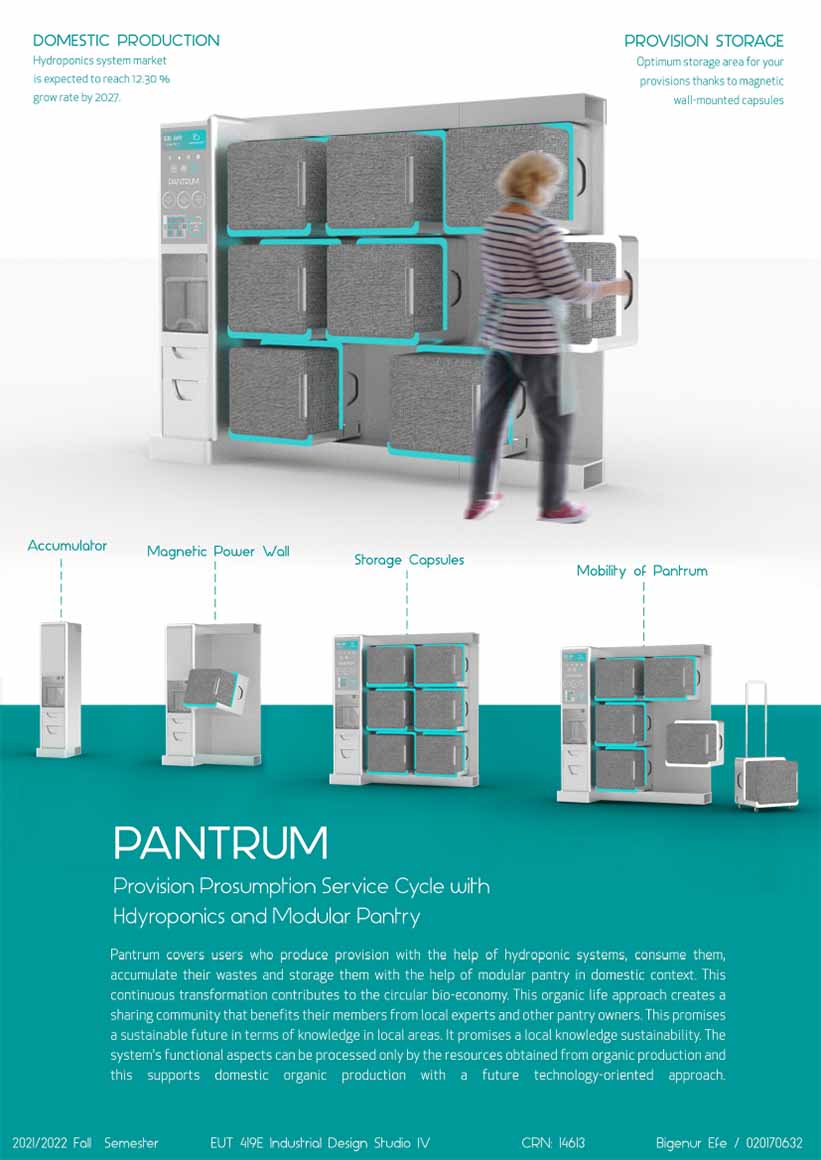 DOMESTIC PRODUCTION
Hydroponics system market
is expected to reach 12.30 %
grow rate by 2027.
PROVISION STORAGE
Optimum storage area for your
provisions thanks to magnetic
wall-mounted capsules
PANTRUM
Accumulator
Magnetic Power Wall
Storage Capsules
Mobility of Pantrum
PANTRUM
Provision Prosumption Service Cycle with
Hdyroponics and Modular Pantry
Pantrum covers users who produce provision with the help of hydroponic systems, consume them,
accumulate their wastes and storage them with the help of modular pantry in domestic context. This
continuous transformation contributes to the circular bio-economy. This organic life approach creates a
sharing community that benefits their members from local experts and other pantry owners. This promises
a sustainable future in terms of knowledge in local areas. It promises a local knowledge sustainability. The
system's functional aspects can be processed only by the resources obtained from organic production and
this supports domestic organic production with a future technology-oriented approach.
2021/2022 Fall Semester
EUT 419E Industrial Design Studio IV
CRN: 14613
Bigenur Efe / 020170632